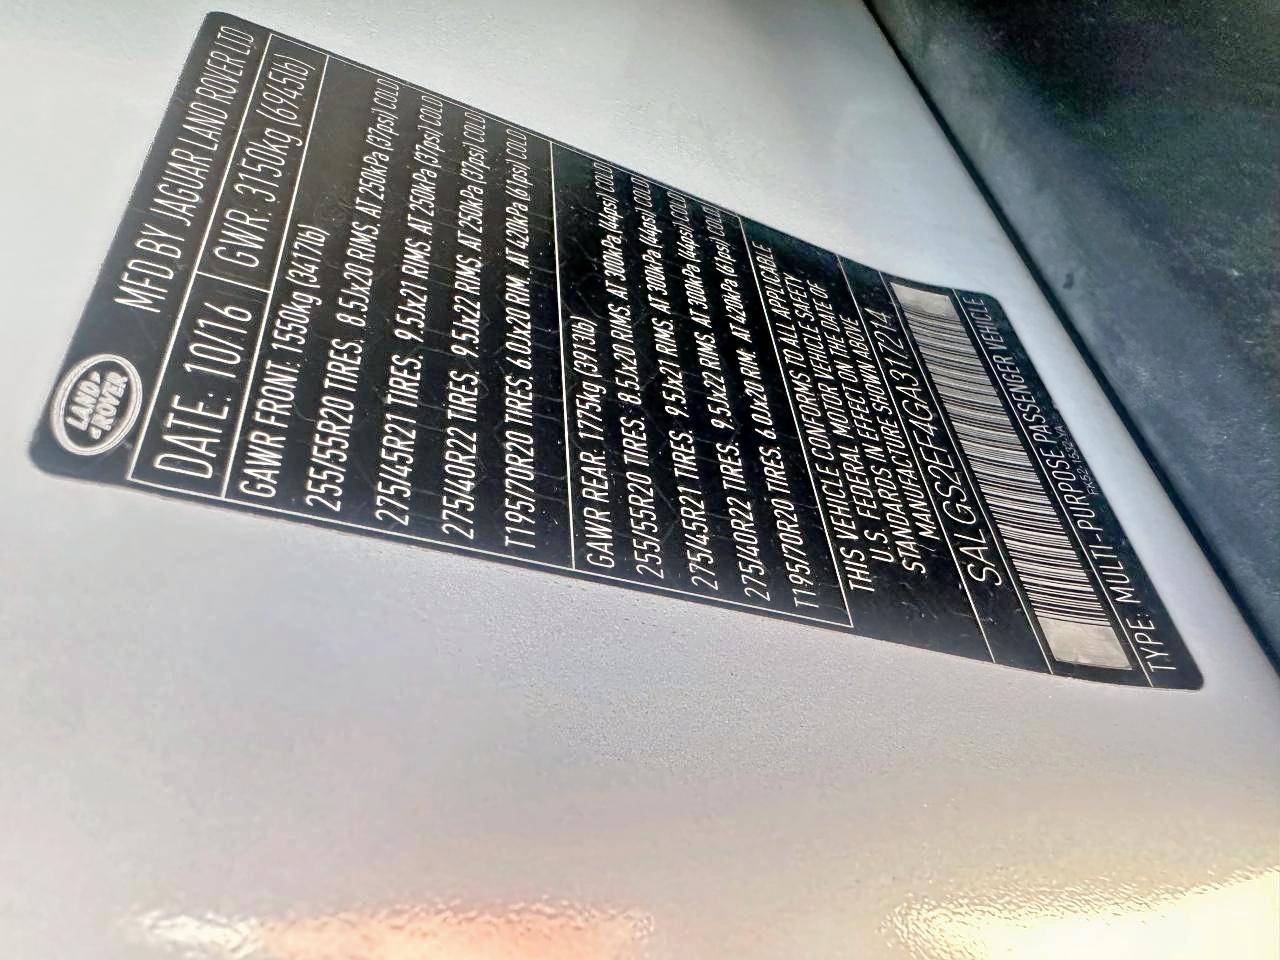 LAND
ROVER
MFD BY JAGUAR LAND ROVER LTD
DATE: 10/16 GWR. 3150kg (6945lb)
GAWR FRONT. 1550kg (3417lb)
255/55R20 TIRES. 8.5Jx20 RIMS. AT 250kPa (37psi) COLD
275/45R21 TIRES. 9.5Jx21 RIMS. AT 250kPa (37psi) COLD
275/40R22 TIRES. 9.5Jx22 RIMS. AT 250kPa (37psi) COLD
T195/70R20 TIRES. 6.0Jx20 RIM. AT 420kPa (61psi) COLD
GAWR REAR. 1775kg (3913lb)
255/55R20 TIRES. 8.5Jx20 RIMS. AT 300kPa (44psi) COLD
275/45R21 TIRES. 9.5Jx21 RIMS. AT 300kPa (44psi) COLD
275/40R22 TIRES. 9.5Jx22 RIMS. AT 300kPa (44psi) COLD
T195/70R20 TIRES. 6.0Jx20 RIM. AT 420kPa (61psi) COLD
THIS VEHICLE CONFORMS TO ALL APPLICABLE
U.S. FEDERAL MOTOR VEHICLE SAFETY
STANDARDS IN EFFECT ON THE DATE OF
MANUFACTURE SHOWN ABOVE
SALGS2EF4GA317214
TYPE: MULTI-PURPOSE PASSENGER VEHICLE